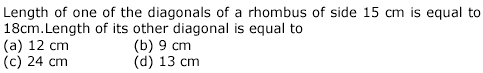 Length of one of the diagonals of a rhombus of side 15 cm is equal to
18cm.Length of its other diagonal is equal to
(a) 12 cm (b) 9 cm
(c) 24 cm (d) 13 cm